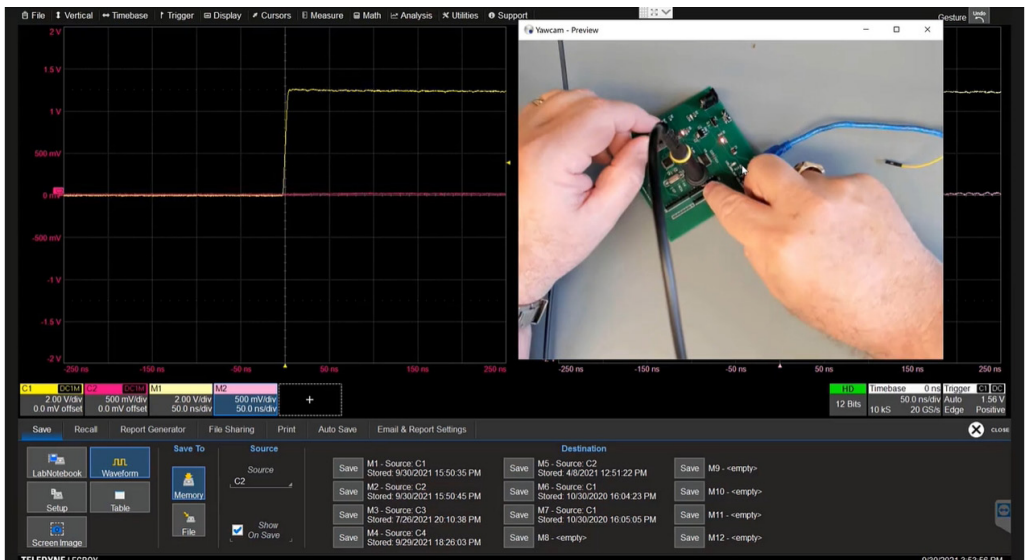 File Vertical Timebase Trigger Display Cursors Measure Math Analysis Utilities Support
Gesture Undo
Yawcam - Preview
2 V
1.5 V
1 V
500 mV
0 mV
-500 mV
-1 V
-1.5 V
-2 V
-250 ns -150 ns -50 ns 50 ns 150 ns 250 ns -250 ns -150 ns -50 ns 50 ns 150 ns 250 ns
C1 DC1M C2 DC1M M1 M2
2.00 V/div 500 mV/div 2.00 V/div 500 mV/div
0.0 mV offset 0.0 mV offset 50.0 ns/div 50.0 ns/div
+
HD
12 Bits
Timebase 0 ns
50.0 ns/div
10 kS 20 GS/s
Trigger C1 DC
Auto 1.56 V
Edge Positive
Save Recall Report Generator File Sharing Print Auto Save Email & Report Settings
CLOSE
LabNotebook
Waveform
Setup
Table
Screen Image
Save To
Memory
File
Source
Source
C2
Show
On Save
Destination
Save M1 - Source: C1
Stored: 9/30/2021 15:50:35 PM
Save M2 - Source: C2
Stored: 9/30/2021 15:50:45 PM
Save M3 - Source: C3
Stored: 7/26/2021 20:10:38 PM
Save M4 - Source: C4
Stored: 9/29/2021 18:26:03 PM
Save M5 - Source: C2
Stored: 4/8/2021 12:51:22 PM
Save M6 - Source: C1
Stored: 10/30/2020 16:04:23 PM
Save M7 - Source: C1
Stored: 10/30/2020 16:05:05 PM
Save M8 - <empty>
Save M9 - <empty>
Save M10 - <empty>
Save M11 - <empty>
Save M12 - <empty>
TELEDYNE LECROY
9/30/2021 3:53:56 PM